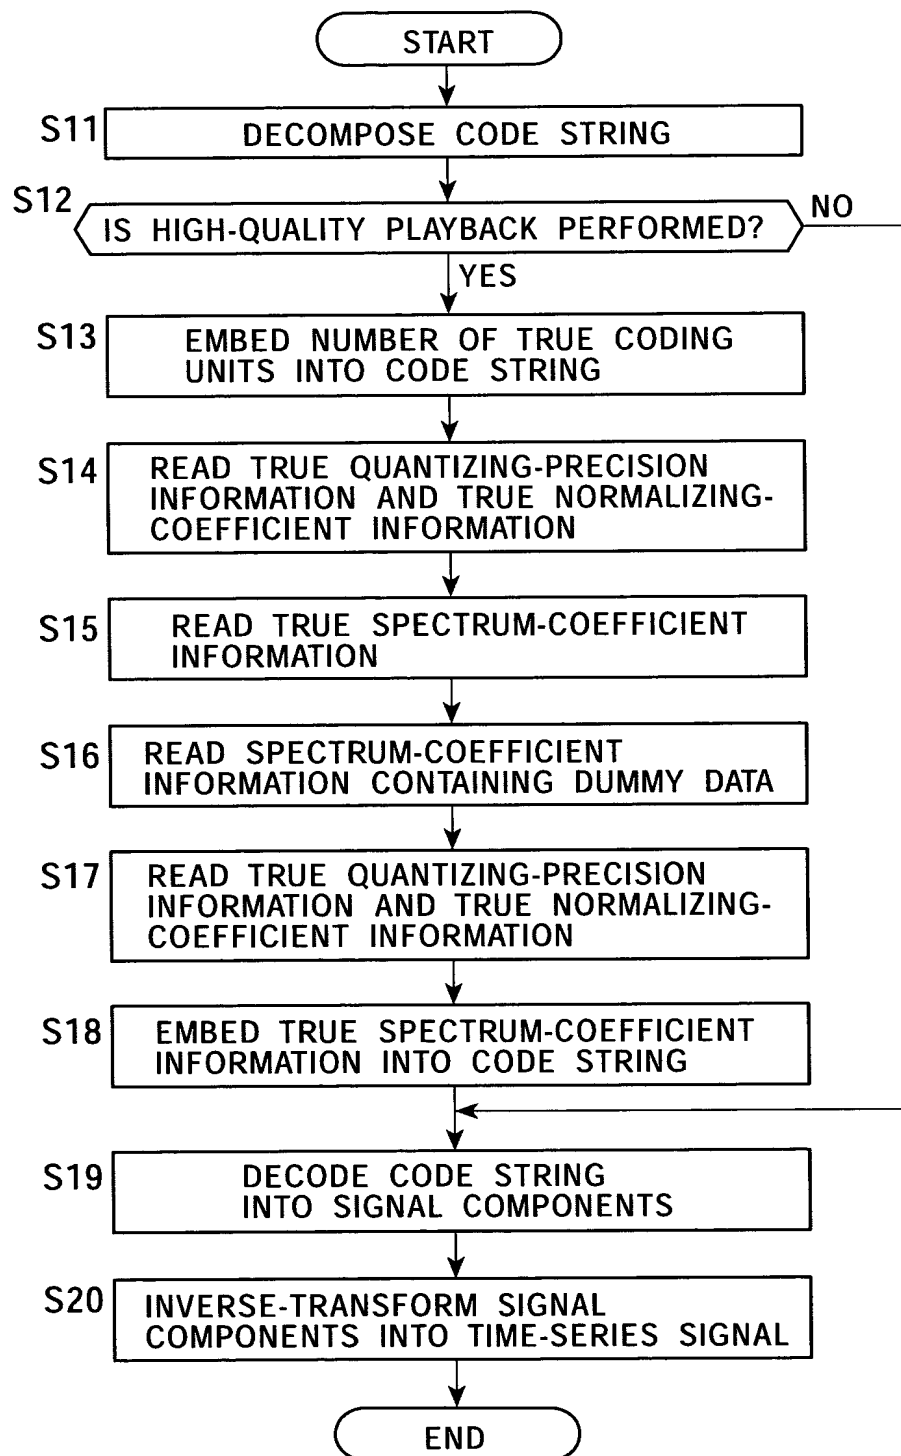 START
S11
DECOMPOSE CODE STRING
S12
IS HIGH-QUALITY PLAYBACK PERFORMED?
NO
YES
S13
EMBED NUMBER OF TRUE CODING
UNITS INTO CODE STRING
S14
READ TRUE QUANTIZING-PRECISION
INFORMATION AND TRUE NORMALIZING-
COEFFICIENT INFORMATION
S15
READ TRUE SPECTRUM-COEFFICIENT
INFORMATION
S16
READ SPECTRUM-COEFFICIENT
INFORMATION CONTAINING DUMMY DATA
S17
READ TRUE QUANTIZING-PRECISION
INFORMATION AND TRUE NORMALIZING-
COEFFICIENT INFORMATION
S18
EMBED TRUE SPECTRUM-COEFFICIENT
INFORMATION INTO CODE STRING
S19
DECODE CODE STRING
INTO SIGNAL COMPONENTS
S20
INVERSE-TRANSFORM SIGNAL
COMPONENTS INTO TIME-SERIES SIGNAL
END